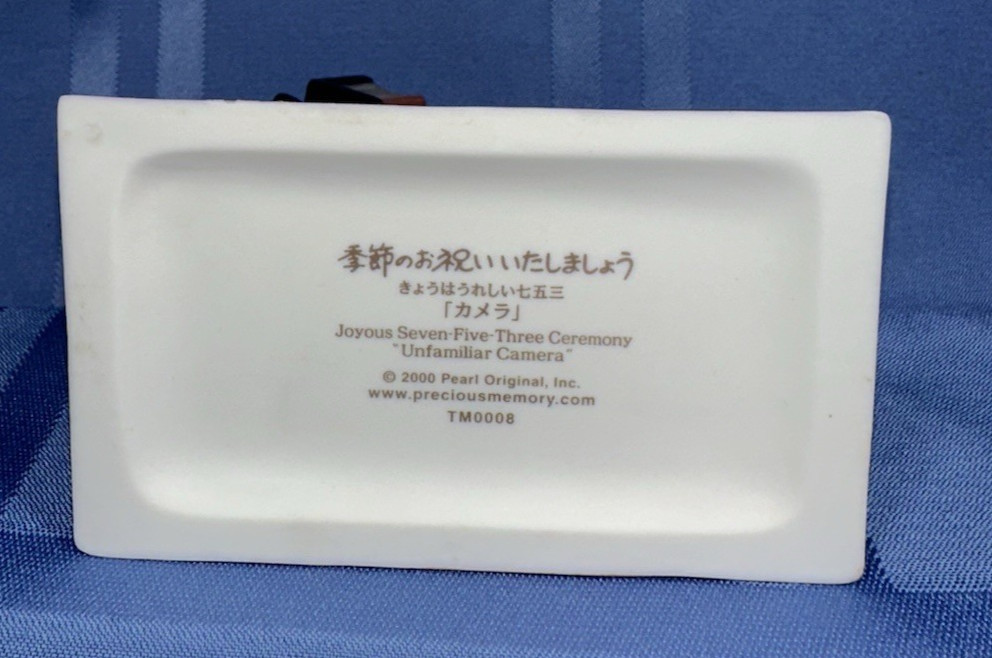 季節のお祝いいたしましょう
きょうはうれしい七五三
「カメラ」
Joyous Seven-Five-Three Ceremony
"Unfamiliar Camera"
© 2000 Pearl Original, Inc.
www.preciousmemory.com
TM0008